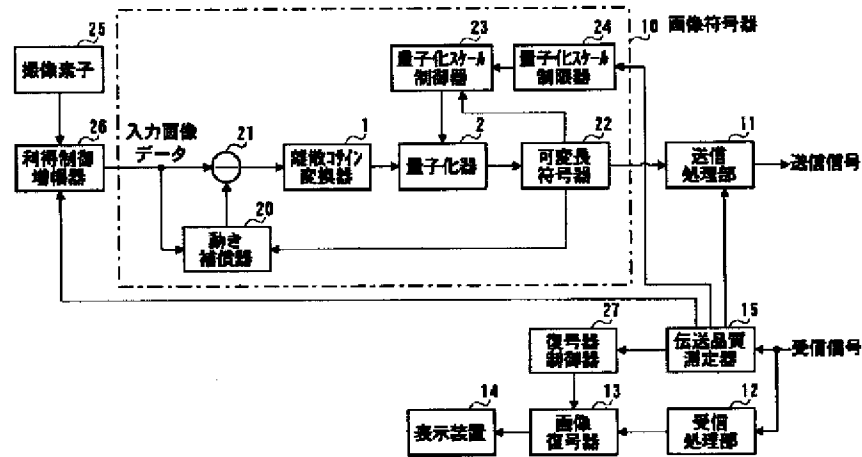 25
撮像素子
26
利得制御
増幅器
入力画像
データ
21
20
動き
補償器
1
離散コサイン
変換器
2
量子化器
23
量子化スケール
制御器
24
量子化スケール
制限器
10
画像符号器
22
可変長
符号器
11
送信
処理部
送信信号
27
復号器
制御器
15
伝送品質
測定器
受信信号
14
表示装置
13
画像
復号器
12
受信
処理部